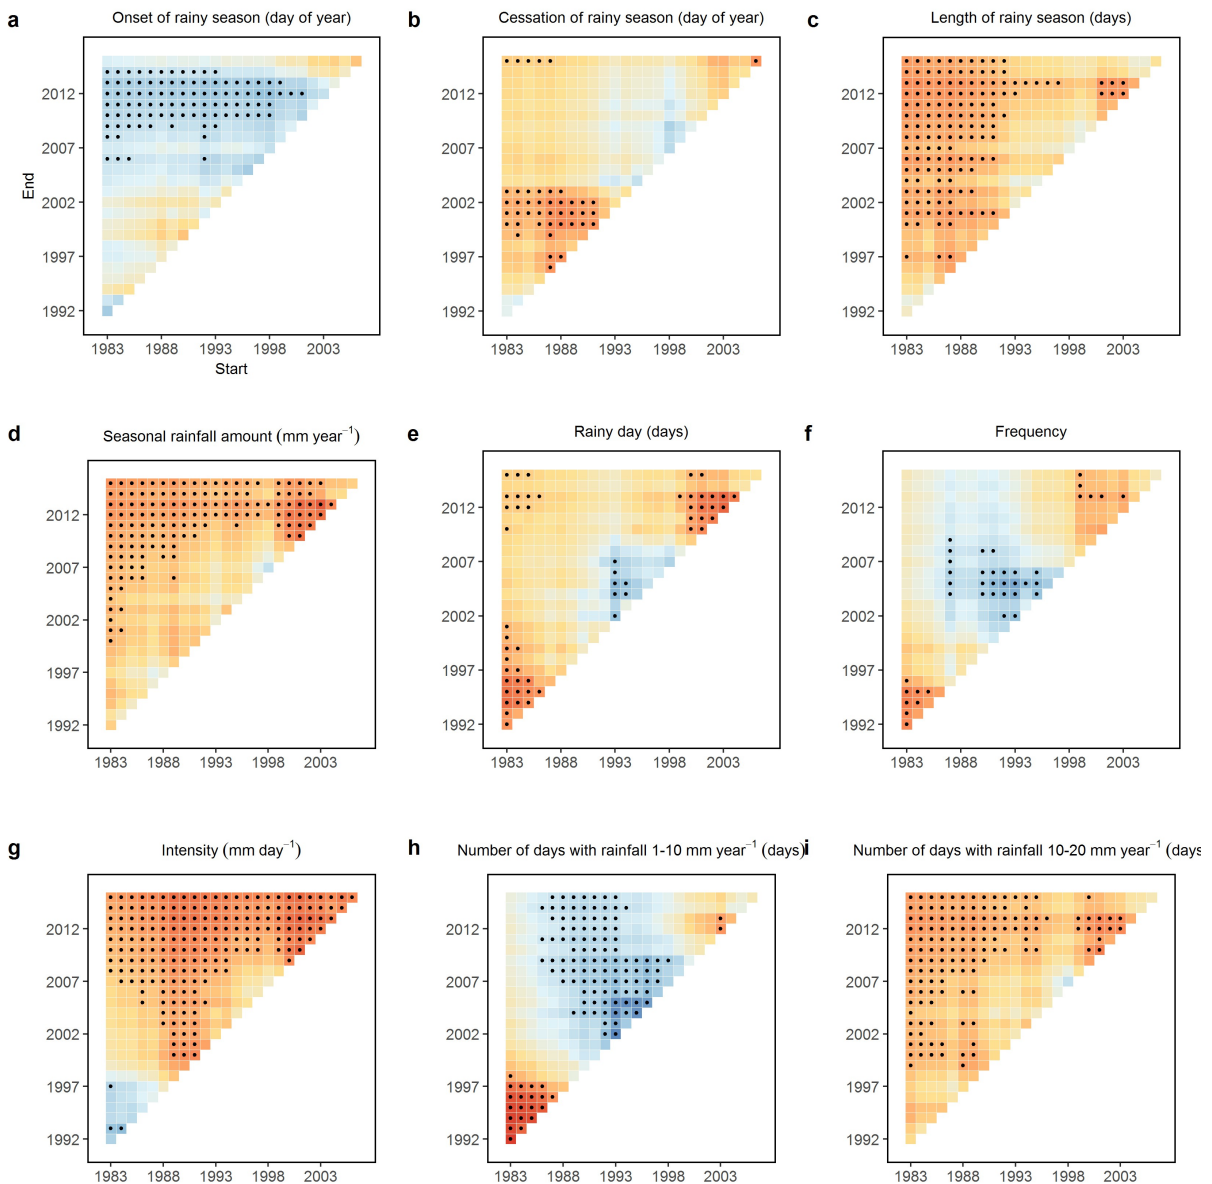 a Onset of rainy season (day of year)
b Cessation of rainy season (day of year)
c Length of rainy season (days)
End
2012
2007
2002
1997
1992
1983 1988 1993 1998 2003
Start
2012
2007
2002
1997
1992
1983 1988 1993 1998 2003
2012
2007
2002
1997
1992
1983 1988 1993 1998 2003
d Seasonal rainfall amount (mm year⁻¹)
e Rainy day (days)
f Frequency
2012
2007
2002
1997
1992
1983 1988 1993 1998 2003
2012
2007
2002
1997
1992
1983 1988 1993 1998 2003
2012
2007
2002
1997
1992
1983 1988 1993 1998 2003
g Intensity (mm day⁻¹)
h Number of days with rainfall 1-10 mm year⁻¹ (days)
i Number of days with rainfall 10-20 mm year⁻¹ (days
2012
2007
2002
1997
1992
1983 1988 1993 1998 2003
2012
2007
2002
1997
1992
1983 1988 1993 1998 2003
2012
2007
2002
1997
1992
1983 1988 1993 1998 2003